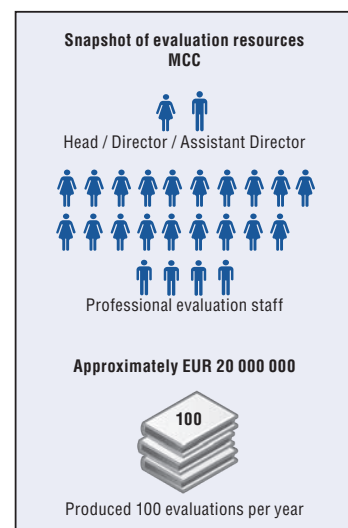 Snapshot of evaluation resources
MCC
Head / Director / Assistant Director
Professional evaluation staff
Approximately EUR 20 000 000
100
Produced 100 evaluations per year